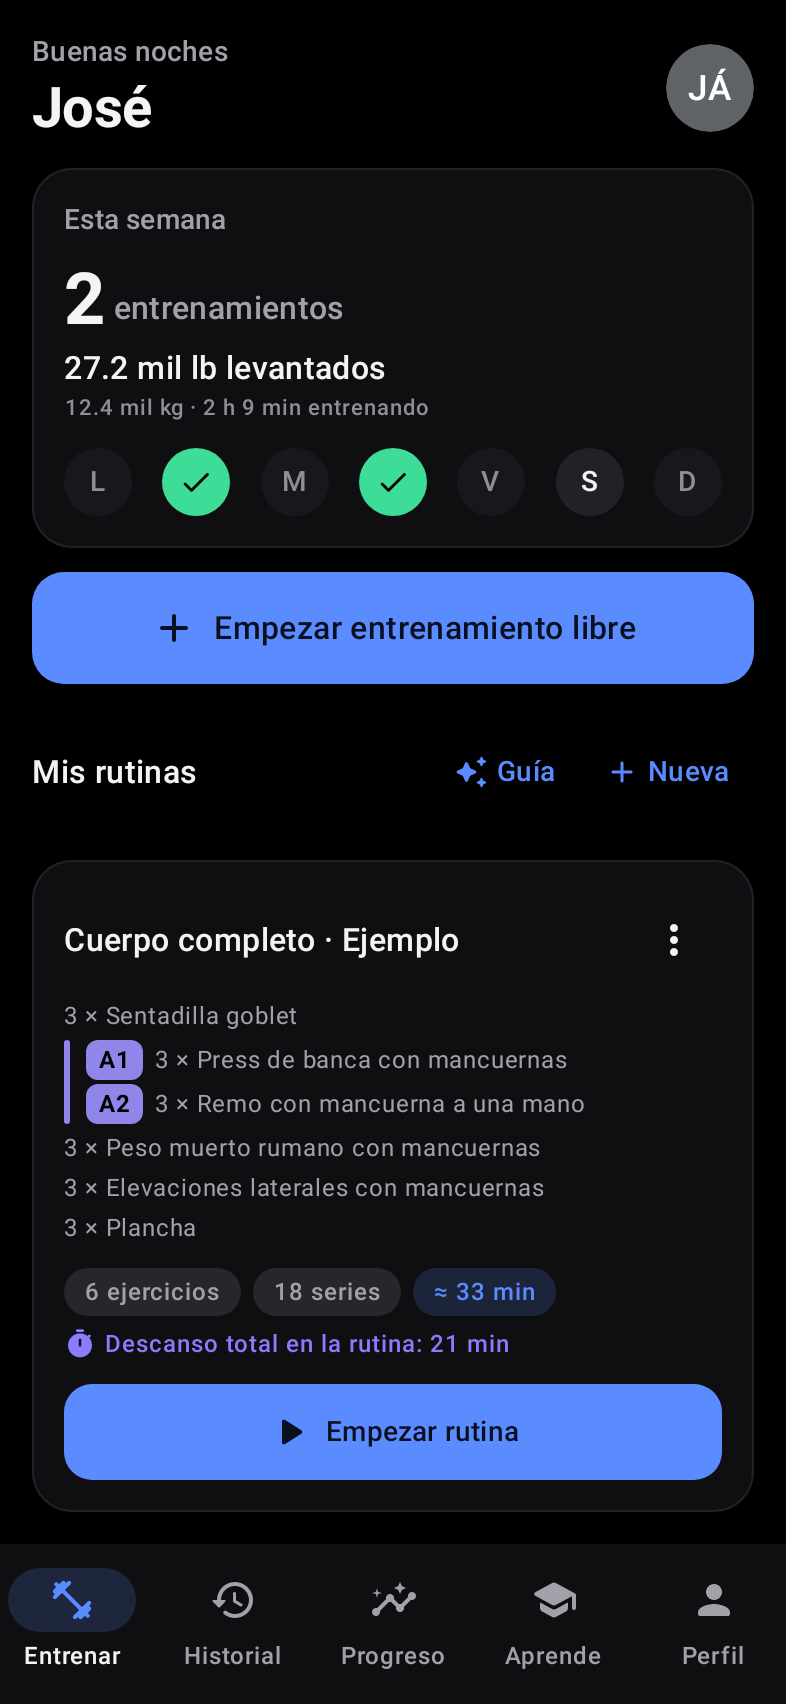 Buenas noches
José
JÁ
Esta semana
2 entrenamientos
27.2 mil lb levantados
12.4 mil kg · 2 h 9 min entrenando
L M V S D
+ Empezar entrenamiento libre
Mis rutinas
Guía
+ Nueva
Cuerpo completo · Ejemplo
3 × Sentadilla goblet
A1 3 × Press de banca con mancuernas
A2 3 × Remo con mancuerna a una mano
3 × Peso muerto rumano con mancuernas
3 × Elevaciones laterales con mancuernas
3 × Plancha
6 ejercicios 18 series ≈ 33 min
Descanso total en la rutina: 21 min
Empezar rutina
Entrenar Historial Progreso Aprende Perfil